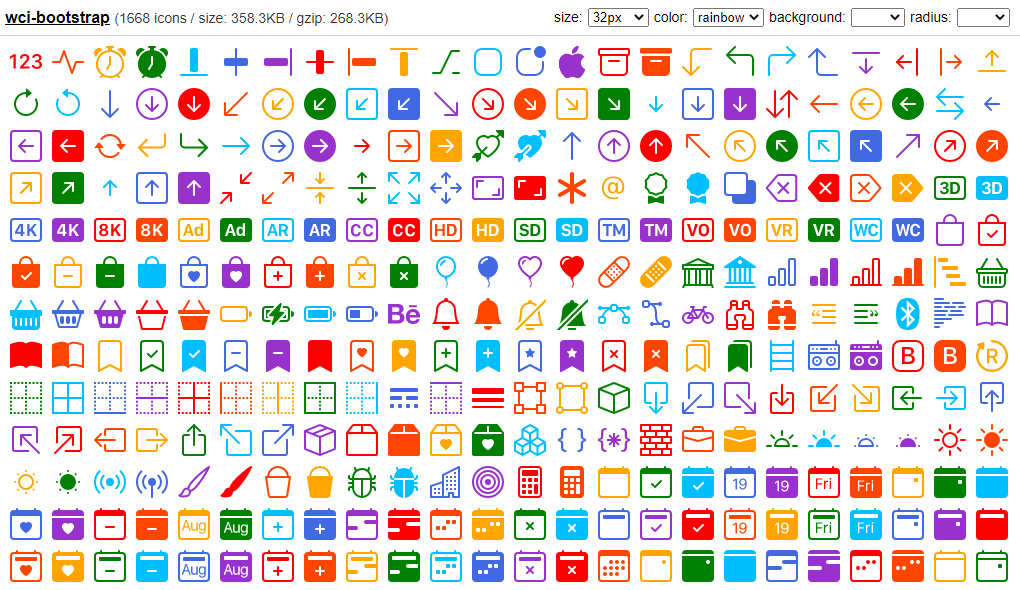 wci-bootstrap (1668 icons / size: 358.3KB / gzip: 268.3KB) size: 32px color: rainbow background: radius:
123
@ 3D 3D
4K 4K 8K 8K Ad Ad AR AR CC CC HD HD SD SD TM TM VO VO VR VR WC WC
Bē
B B R
{ } {*}
19 19 Fri Fri
Aug Aug 19 19 Fri Fri
Aug Aug